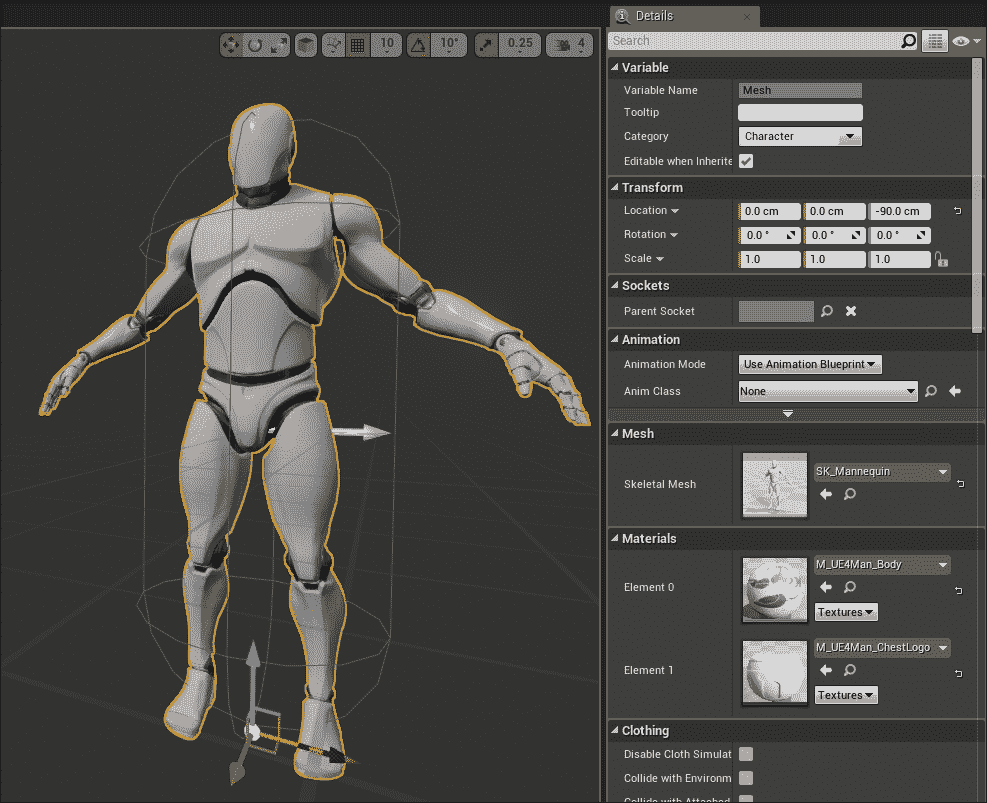 10 10° 0.25 4
Details
Search
Variable
Variable Name Mesh
Tooltip
Category Character
Editable when Inherite
Transform
Location 0.0 cm 0.0 cm -90.0 cm
Rotation 0.0 ° 0.0 ° 0.0 °
Scale 1.0 1.0 1.0
Sockets
Parent Socket
Animation
Animation Mode Use Animation Blueprint
Anim Class None
Mesh
Skeletal Mesh SK_Mannequin
Materials
Element 0 M_UE4Man_Body
Textures
Element 1 M_UE4Man_ChestLogo
Textures
Clothing
Disable Cloth Simulat
Collide with Environm
Collide with Attached